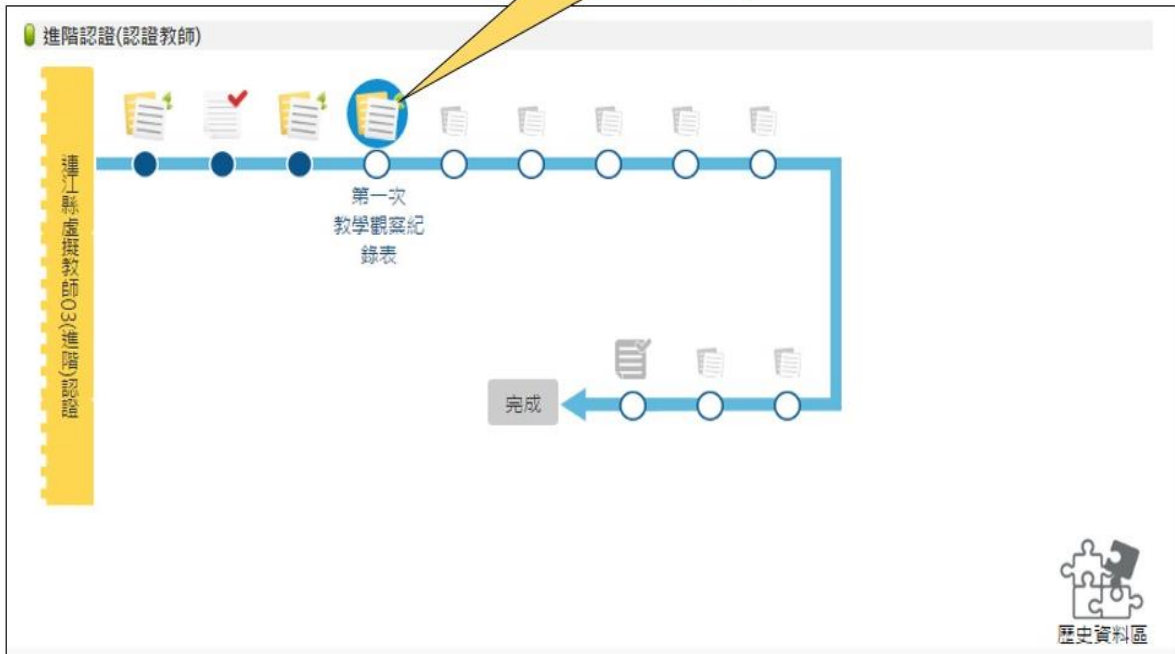 進階認證(認證教師)
連江縣虛擬教師03(進階)認證
第一次
教學觀察紀
錄表
完成
歷史資料區